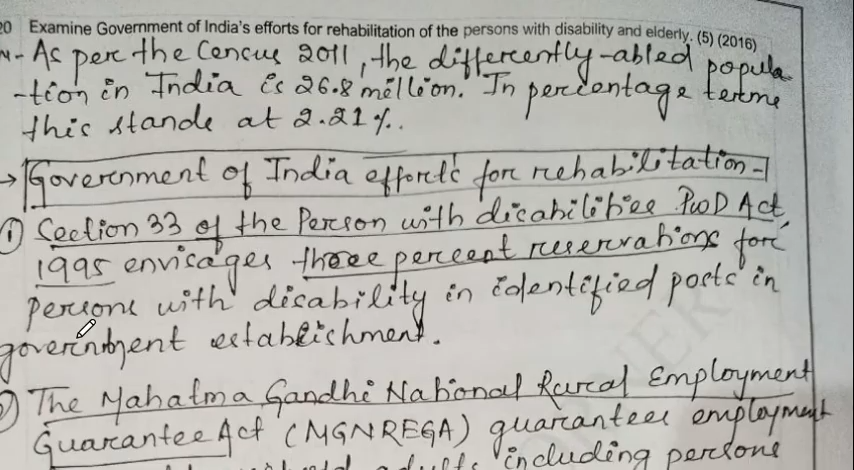 20 Examine Government of India's efforts for rehabilitation of the persons with disability and elderly. (5) (2016)
As per the Census 2011, the differently-abled popula
-tion in India is 26.8 million. In percentage terms
this stands at 2.21%.
→ Government of India efforts for rehabilitation-
① Section 33 of the Person with disabilities PwD Act,
1995 envisages three percent reservations for
persons with disability in identified posts in
government establishment.
The Mahatma Gandhi National Rural Employment
Guarantee Act (MGNREGA) guarantees employment
adults including persons